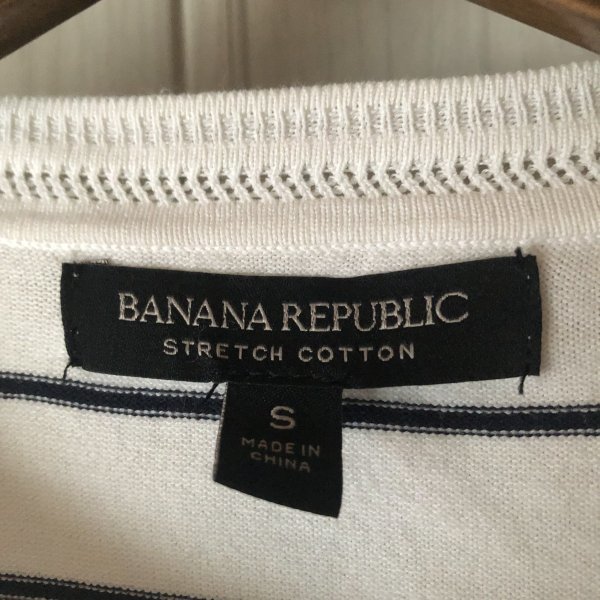 BANANA REPUBLIC
STRETCH COTTON
S
MADE IN
CHINA